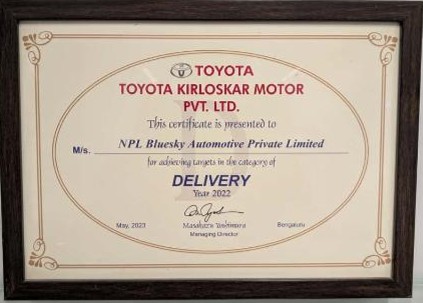 TOYOTA
TOYOTA KIRLOSKAR MOTOR
PVT. LTD.
This certificate is presented to
M/s. NPL Bluesky Automotive Private Limited
for achieving targets in the category of
DELIVERY
Year 2022
May, 2023 Masakazu Yoshimura Bengaluru
Managing Director